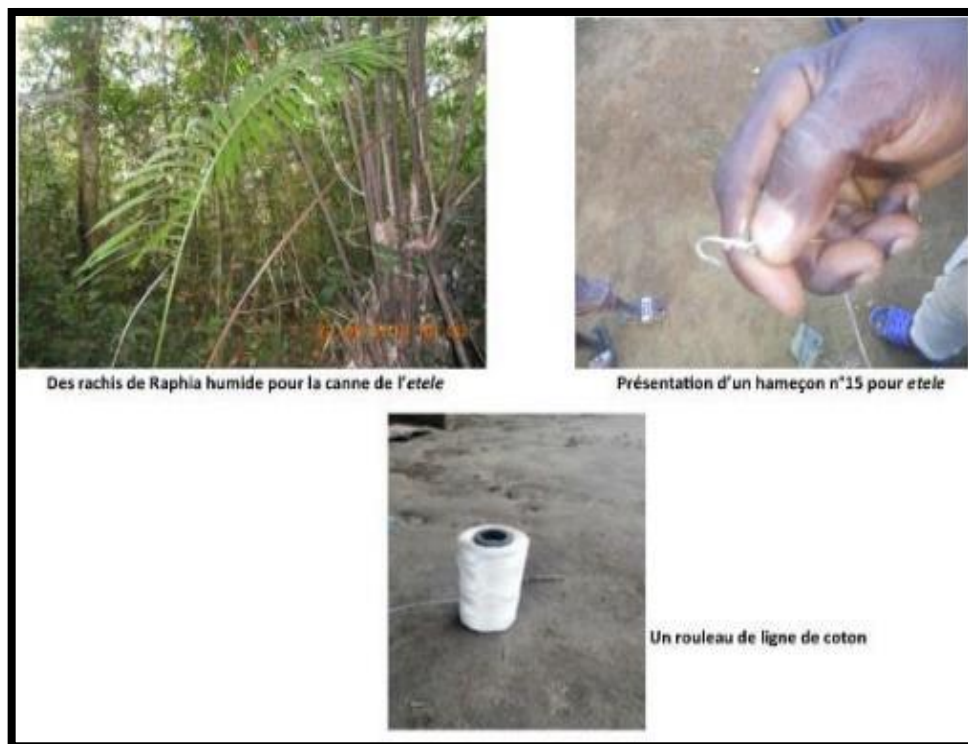 Des rachis de Raphia humide pour la canne de l'etele
Présentation d'un hameçon n°15 pour etele
Un rouleau de ligne de coton